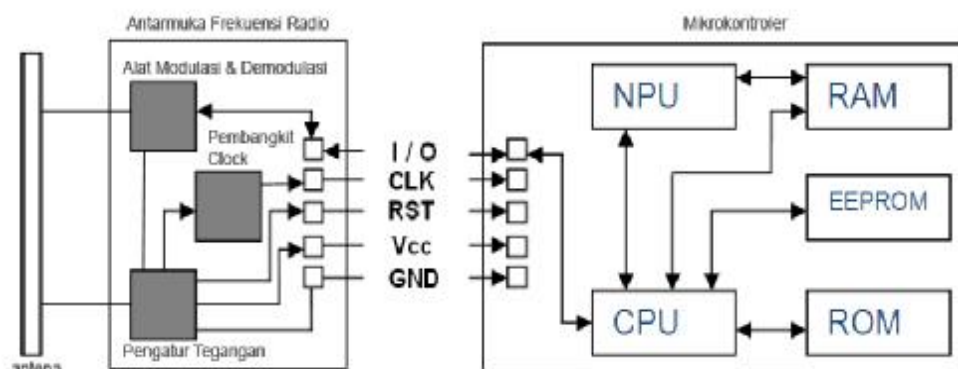 Antarmuka Frekuensi Radio
Mikrokontroler
Alat Modulasi & Demodulasi
NPU
RAM
Pembangkit
Clock
I / O
CLK
RST
EEPROM
Vcc
GND
CPU
ROM
Pengatur Tegangan
antena